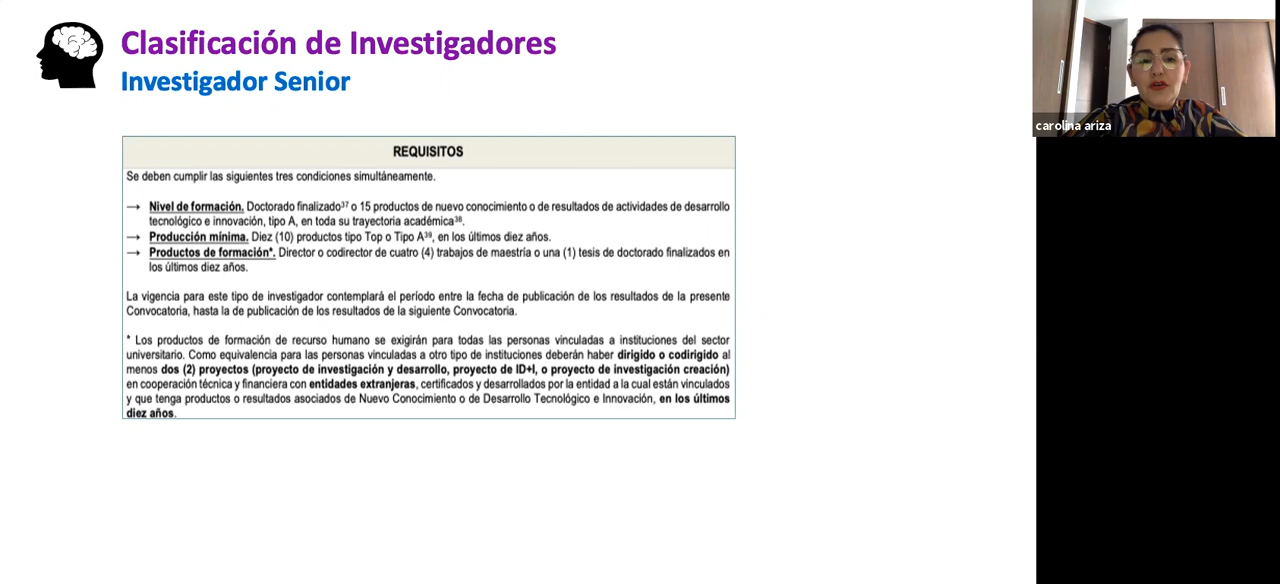 Clasificación de Investigadores
Investigador Senior
carolina ariza
REQUISITOS
Se deben cumplir las siguientes tres condiciones simultáneamente.
→ Nivel de formación. Doctorado finalizado³⁷ o 15 productos de nuevo conocimiento o de resultados de actividades de desarrollo
tecnológico e innovación, tipo A, en toda su trayectoria académica³⁸.
→ Producción mínima. Diez (10) productos tipo Top o Tipo A³⁹, en los últimos diez años.
→ Productos de formación*. Director o codirector de cuatro (4) trabajos de maestría o una (1) tesis de doctorado finalizados en
los últimos diez años.
La vigencia para este tipo de investigador contemplará el período entre la fecha de publicación de los resultados de la presente
Convocatoria, hasta la de publicación de los resultados de la siguiente Convocatoria.
* Los productos de formación de recurso humano se exigirán para todas las personas vinculadas a instituciones del sector
universitario. Como equivalencia para las personas vinculadas a otro tipo de instituciones deberán haber dirigido o codirigido al
menos dos (2) proyectos (proyecto de investigación y desarrollo, proyecto de ID+I, o proyecto de investigación creación)
en cooperación técnica y financiera con entidades extranjeras, certificados y desarrollados por la entidad a la cual están vinculados
y que tenga productos o resultados asociados de Nuevo Conocimiento o de Desarrollo Tecnológico e Innovación, en los últimos
diez años.